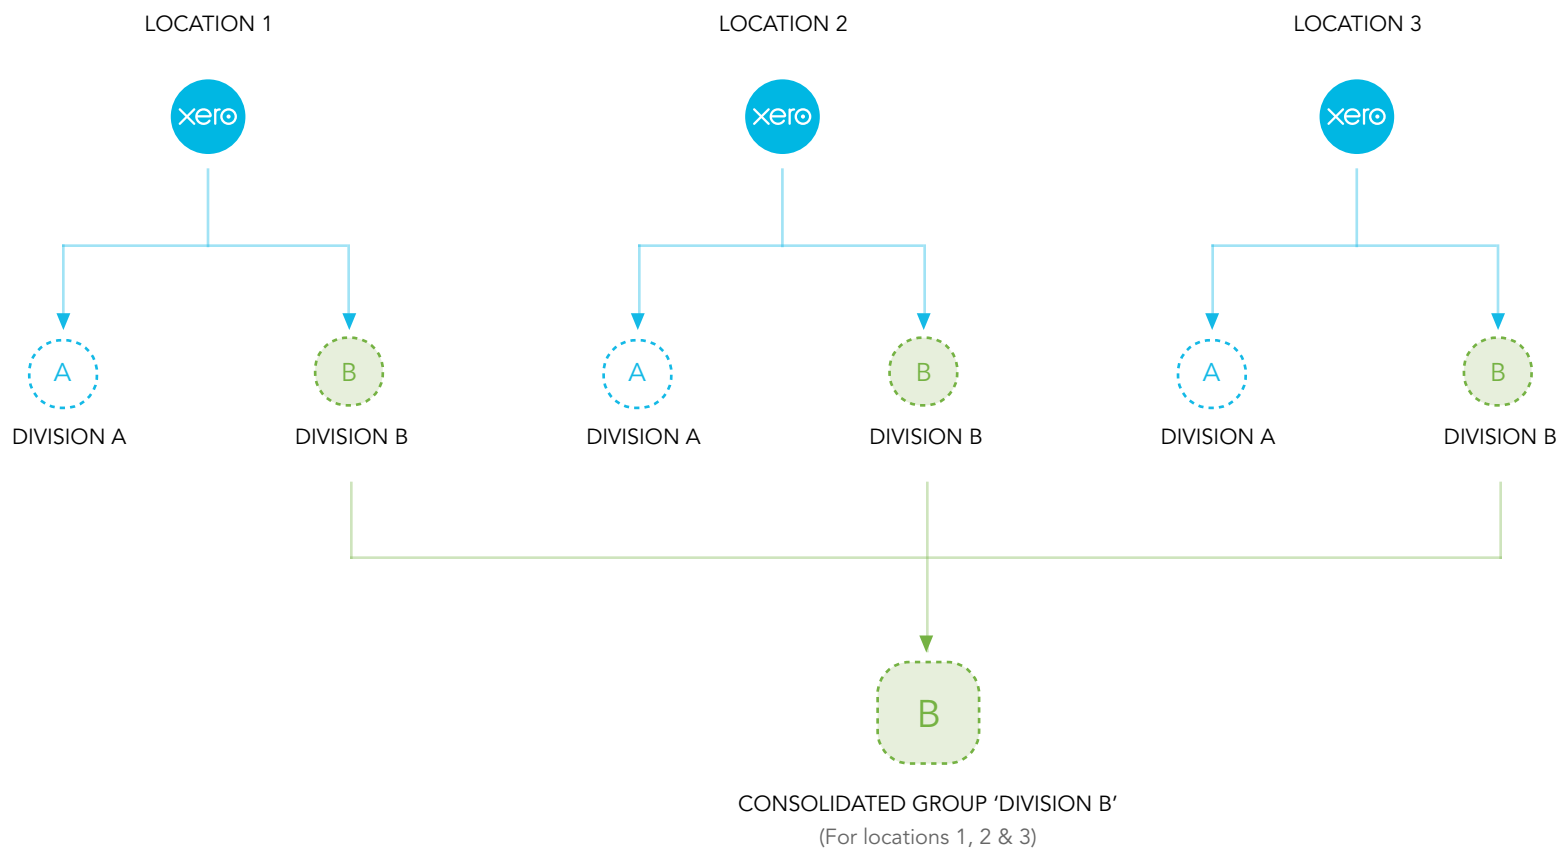 LOCATION 1
LOCATION 2
LOCATION 3
xero
xero
xero
A
B
A
B
A
B
DIVISION A
DIVISION B
DIVISION A
DIVISION B
DIVISION A
DIVISION B
B
CONSOLIDATED GROUP ‘DIVISION B’
(For locations 1, 2 & 3)